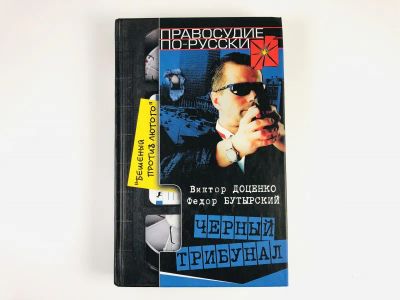 ПРАВОСУДИЕ
ПО-РУССКИ
"БЕШЕНЫЙ
ПРОТИВ ЛЮТОГО"
Виктор ДОЦЕНКО
Федор БУТЫРСКИЙ
ЧЕРНЫЙ
ТРИБУНАЛ